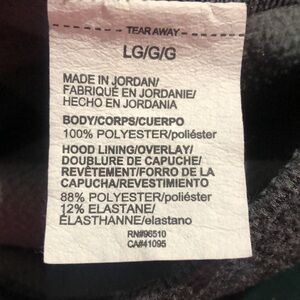 TEAR AWAY
LG/G/G
MADE IN JORDAN/
FABRIQUÉ EN JORDANIE/
HECHO EN JORDANIA
BODY/CORPS/CUERPO
100% POLYESTER/poliéster
HOOD LINING/OVERLAY/
DOUBLURE DE CAPUCHE/
REVÊTEMENT/FORRO DE LA
CAPUCHA/REVESTIMIENTO
88% POLYESTER/poliéster
12% ELASTANE/
ÉLASTHANNE/elastano
RN#96510
CA#41095